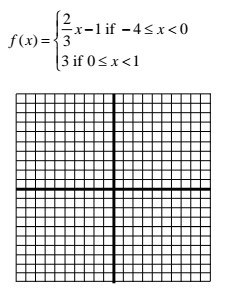 f(x) = { 2/3 x − 1 if −4 ≤ x < 0
3 if 0 ≤ x < 1